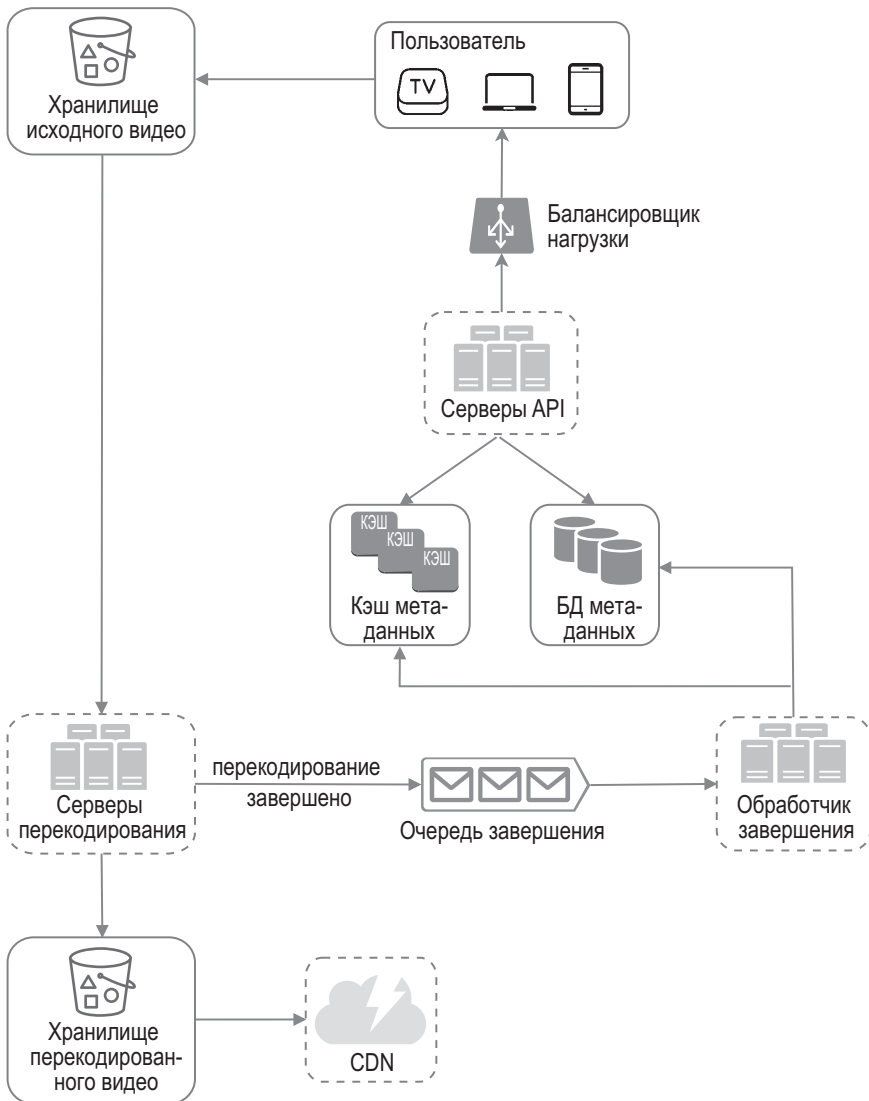 Пользователь
TV
Хранилище
исходного видео
Балансировщик
нагрузки
Серверы API
КЭШ
КЭШ
КЭШ
Кэш мета-
данных
БД мета-
данных
перекодирование
завершено
Серверы
перекодирования
Очередь завершения
Обработчик
завершения
Хранилище
перекодирован-
ного видео
CDN